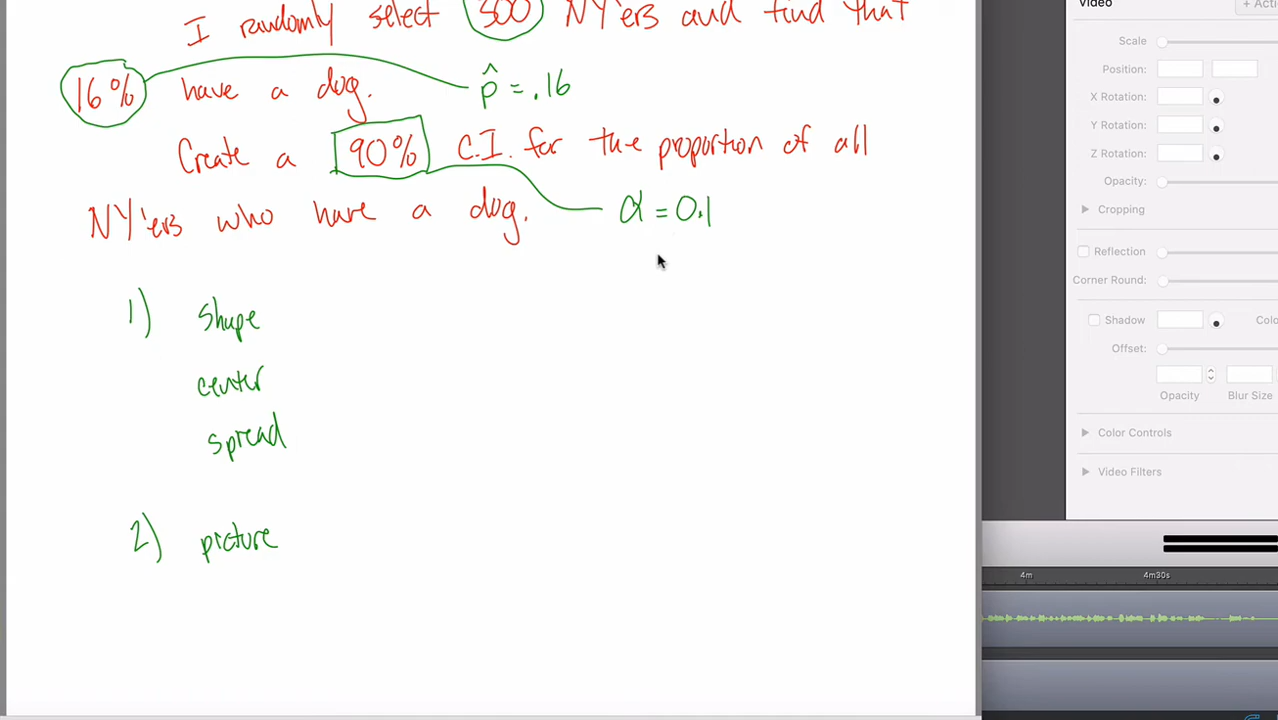 I randomly select 300 NY'ers and find that
16% have a dog. p̂ = .16
Create a 90% C.I. for the proportion of all
NY'ers who have a dog. α = 0.1
1) shape
center
spread
2) picture
Video
+ Actio
Scale
Position:
X Rotation:
Y Rotation:
Z Rotation:
Opacity:
Cropping
Reflection
Corner Round:
Shadow
Colo
Offset:
Opacity
Blur Size
Color Controls
Video Filters
4m
4m30s